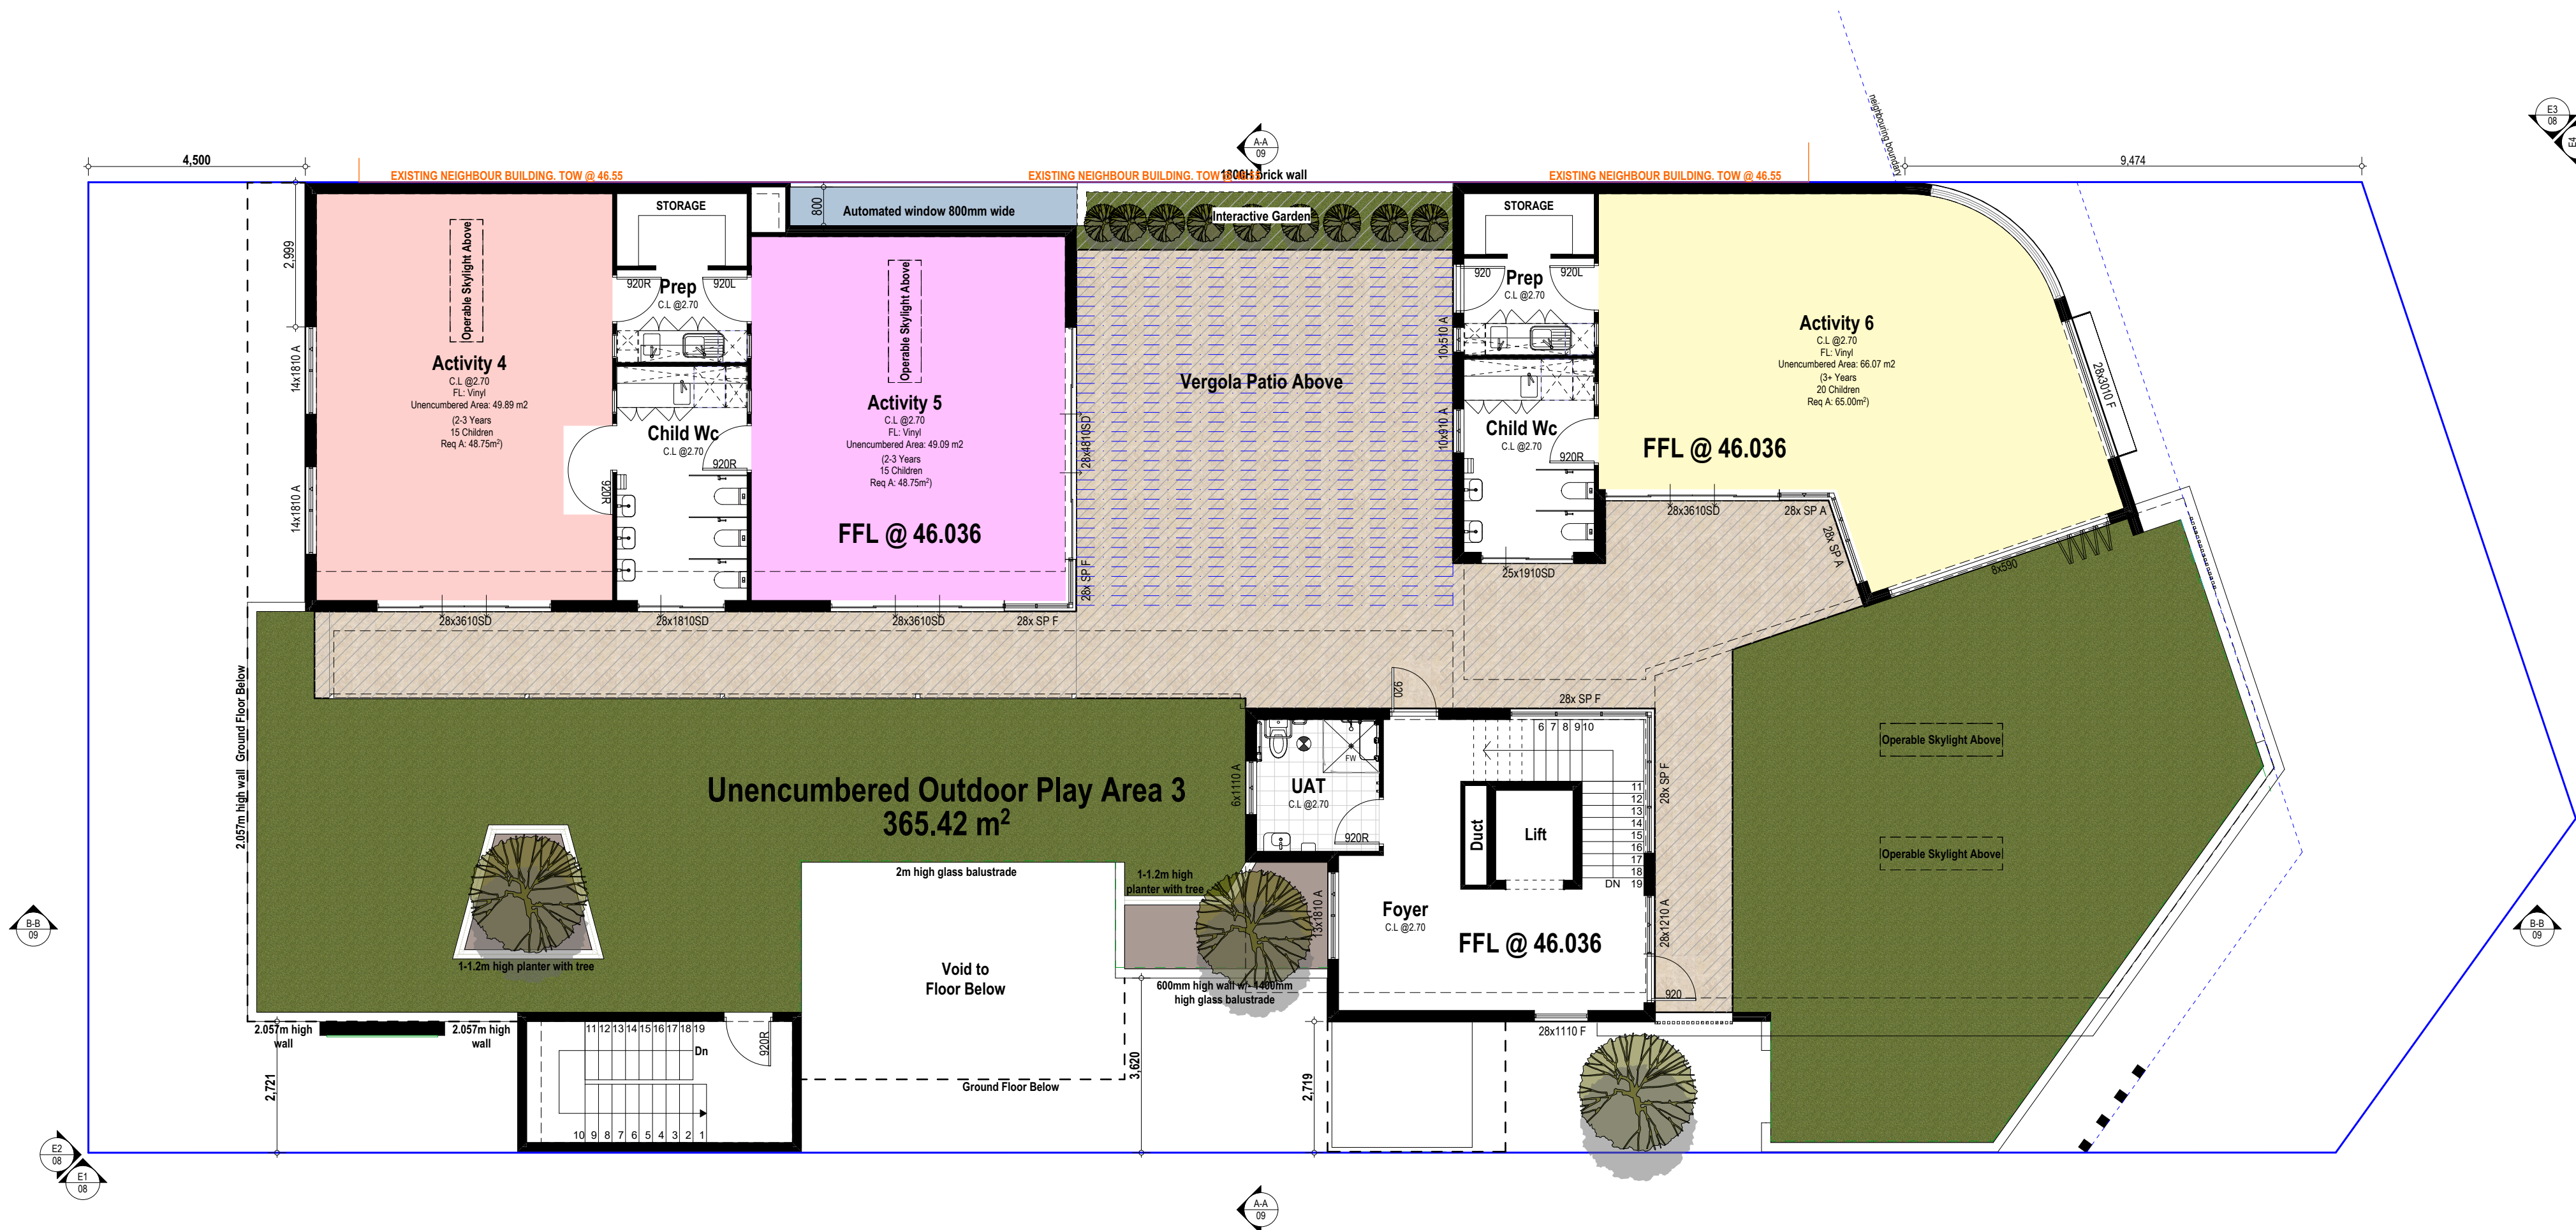 neighbouring boundary
E3
08
E4
A-A
09
4,500
9,474
EXISTING NEIGHBOUR BUILDING. TOW @ 46.55
EXISTING NEIGHBOUR BUILDING. TOW @ 46.55
1800H brick wall
EXISTING NEIGHBOUR BUILDING. TOW @ 46.55
2,999
STORAGE
800
Automated window 800mm wide
Interactive Garden
STORAGE
Operable Skylight Above
Operable Skylight Above
920R
Prep
920L
C.L @2.70
920
Prep
920L
C.L @2.70
Activity 4
C.L @2.70
FL: Vinyl
Unencumbered Area: 49.89 m2
(2-3 Years
15 Children
Req A: 48.75m²)
Activity 5
C.L @2.70
FL: Vinyl
Unencumbered Area: 49.09 m2
(2-3 Years
15 Children
Req A: 48.75m²)
FFL @ 46.036
Activity 6
C.L @2.70
FL: Vinyl
Unencumbered Area: 66.07 m2
(3+ Years
20 Children
Req A: 65.00m²)
FFL @ 46.036
14x1810 A
14x1810 A
Child Wc
C.L @2.70
920R
920R
Vergola Patio Above
28x4810SD
28x SP F
10x510 A
10x910 A
Child Wc
C.L @2.70
920R
28x3010 F
28x3610SD
28x SP A
28x SP A
25x1910SD
8x590
28x3610SD
28x1810SD
28x3610SD
28x SP F
2.057m high wall
Ground Floor Below
920
28x SP F
6 7 8 9 10
FW
UAT
C.L @2.70
920R
6x1110 A
28x SP F
11
12
13
14
15
16
17
18
DN 19
Duct
Lift
Operable Skylight Above
Operable Skylight Above
Unencumbered Outdoor Play Area 3
365.42 m²
2m high glass balustrade
1-1.2m high
planter with tree
13x1810 A
Foyer
C.L @2.70
FFL @ 46.036
28x1210 A
920
B-B
09
B-B
09
1-1.2m high planter with tree
Void to
Floor Below
600mm high wall w/- 1400mm
high glass balustrade
2.057m high
wall
2.057m high
wall
11 12 13 14 15 16 17 18 19
Dn
920R
28x1110 F
2,721
3,620
2,719
Ground Floor Below
10 9 8 7 6 5 4 3 2 1
E2
08
E1
08
A-A
09